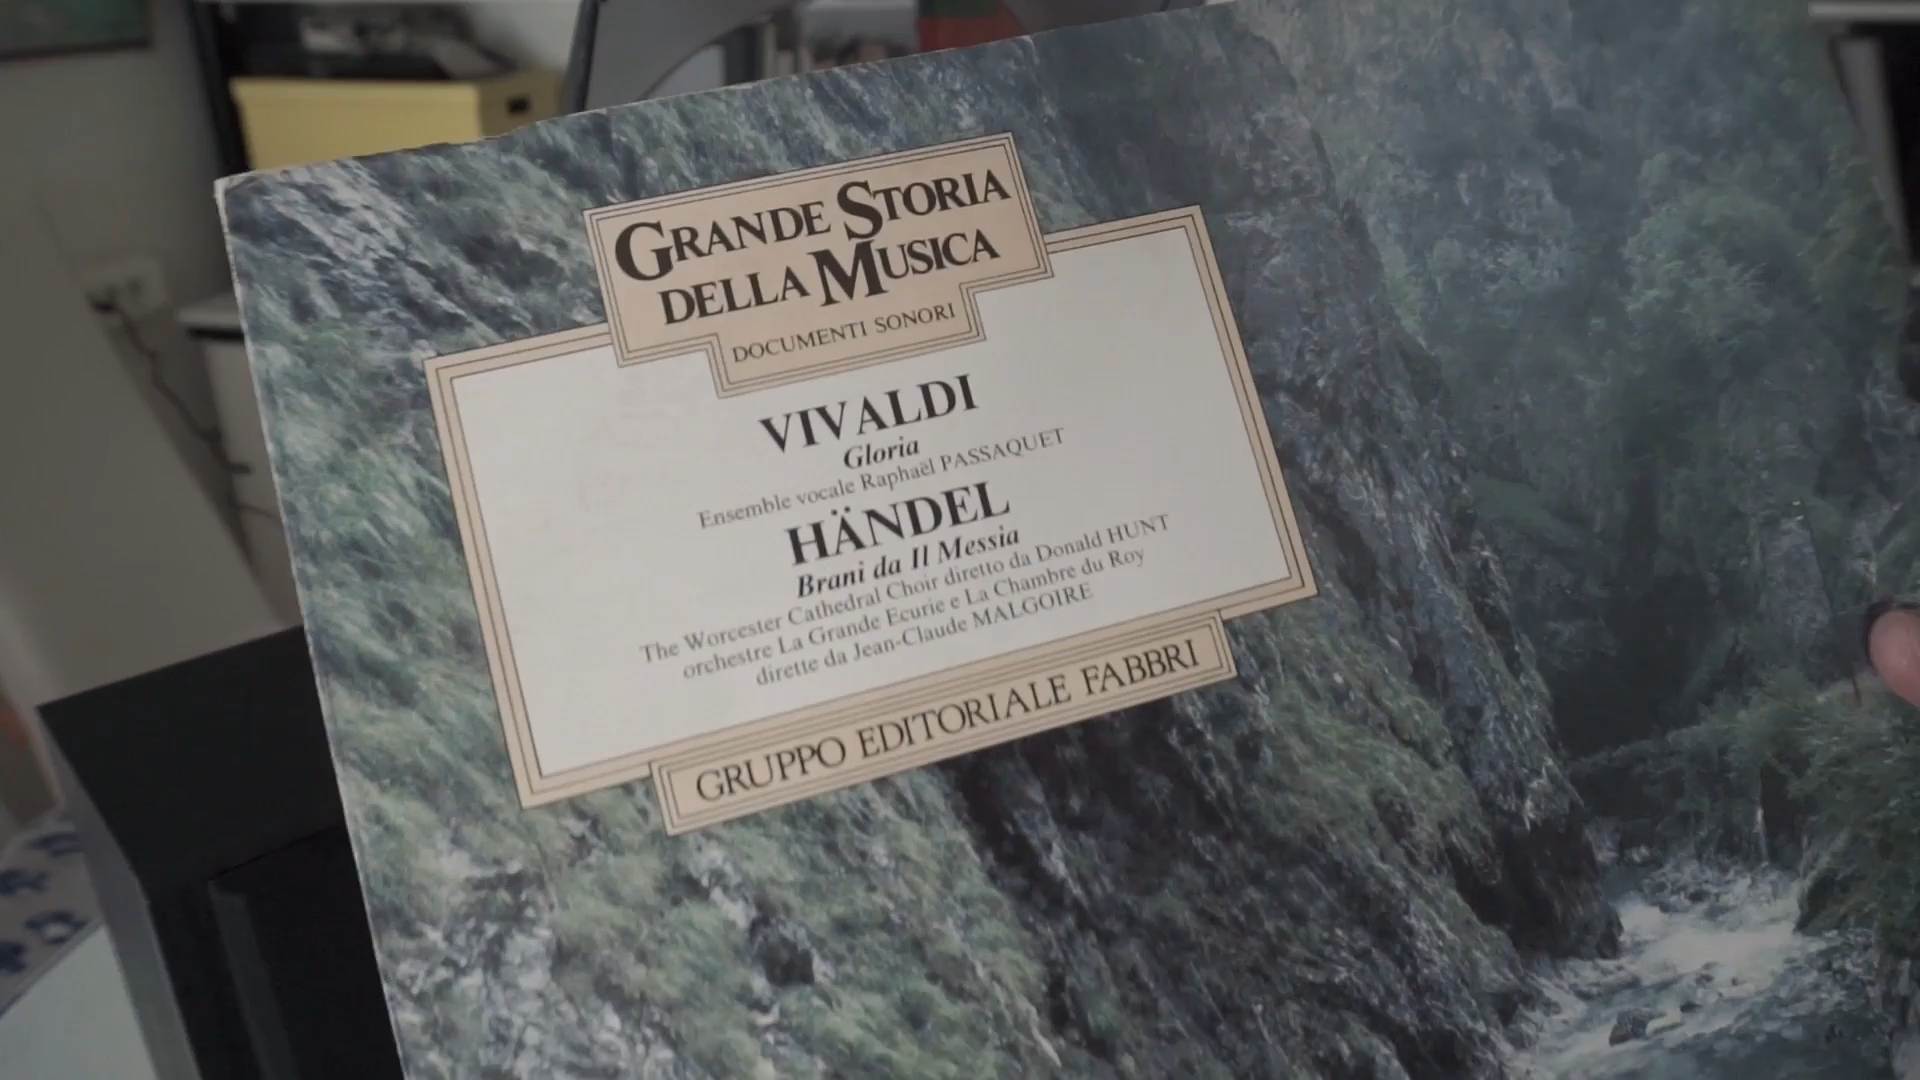 GRANDE STORIA
DELLA MUSICA
DOCUMENTI SONORI
VIVALDI
Gloria
Ensemble vocale Raphaël PASSAQUET
HÄNDEL
Brani da Il Messia
The Worcester Cathedral Choir diretto da Donald HUNT
orchestre La Grande Ecurie e La Chambre du Roy
dirette da Jean-Claude MALGOIRE
GRUPPO EDITORIALE FABBRI